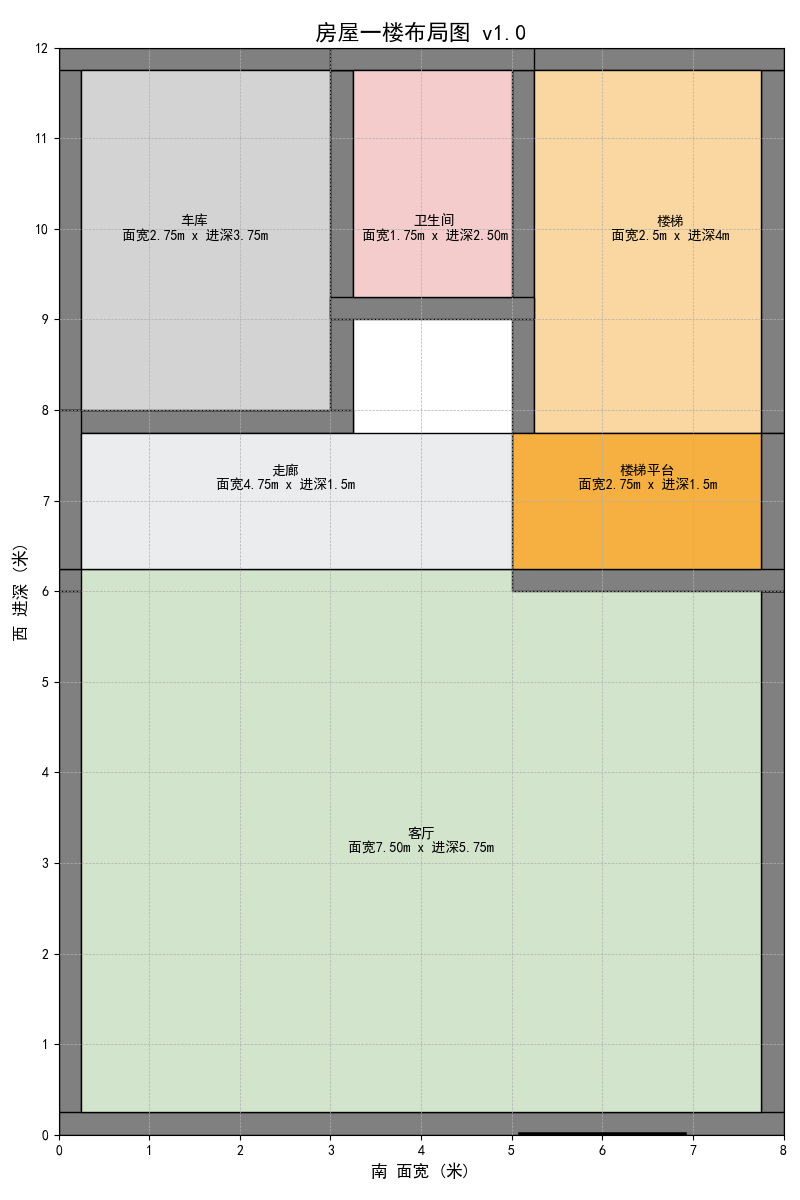 房屋一楼布局图 v1.0
12
11
10
9
8
7
6
5
4
3
2
1
0
西 进深 (米)
车库
面宽2.75m x 进深3.75m
卫生间
面宽1.75m x 进深2.50m
楼梯
面宽2.5m x 进深4m
走廊
面宽4.75m x 进深1.5m
楼梯平台
面宽2.75m x 进深1.5m
客厅
面宽7.50m x 进深5.75m
0 1 2 3 4 5 6 7 8
南 面宽 (米)